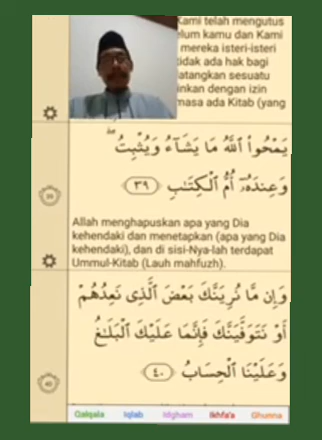 Kami telah mengutus
elum kamu dan Kami
mereka isteri-isteri
tidak ada hak bagi
datangkan sesuatu
inkan dengan izin
masa ada Kitab (yang
يَمْحُوا۟ ٱللَّهُ مَا يَشَآءُ وَيُثْبِتُ ۖ
وَعِندَهُۥٓ أُمُّ ٱلْكِتَـٰبِ ٣٩
٣٩
Allah menghapuskan apa yang Dia
kehendaki dan menetapkan (apa yang Dia
kehendaki), dan di sisi-Nya-lah terdapat
Ummul-Kitab (Lauh mahfuzh).
وَإِن مَّا نُرِيَنَّكَ بَعْضَ ٱلَّذِى نَعِدُهُمْ
أَوْ نَتَوَفَّيَنَّكَ فَإِنَّمَا عَلَيْكَ ٱلْبَلَـٰغُ
وَعَلَيْنَا ٱلْحِسَابُ ٤٠
٤٠
Qalqala Iqlab Idgham Ikhfa'a Ghunna